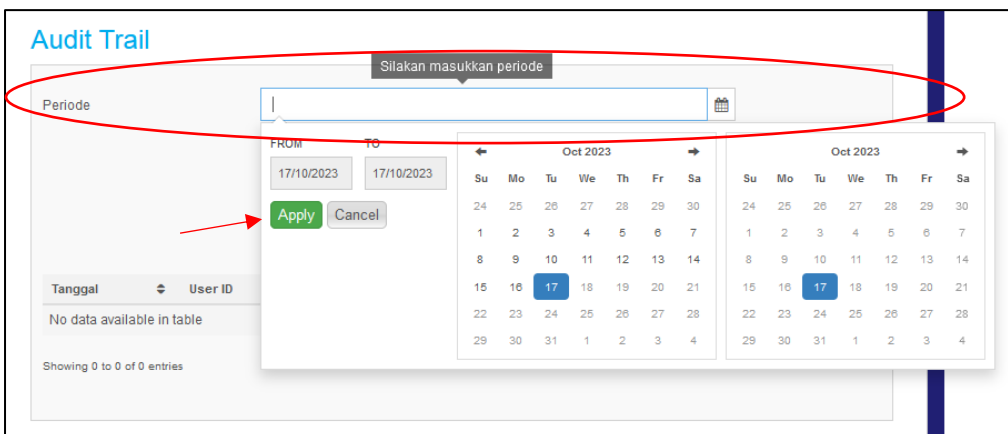 Audit Trail
Silakan masukkan periode
Periode
FROM TO
17/10/2023 17/10/2023
Apply Cancel
Oct 2023
Su Mo Tu We Th Fr Sa
24 25 26 27 28 29 30
1 2 3 4 5 6 7
8 9 10 11 12 13 14
15 16 17 18 19 20 21
22 23 24 25 26 27 28
29 30 31 1 2 3 4
Oct 2023
Su Mo Tu We Th Fr Sa
24 25 26 27 28 29 30
1 2 3 4 5 6 7
8 9 10 11 12 13 14
15 16 17 18 19 20 21
22 23 24 25 26 27 28
29 30 31 1 2 3 4
Tanggal User ID
No data available in table
Showing 0 to 0 of 0 entries